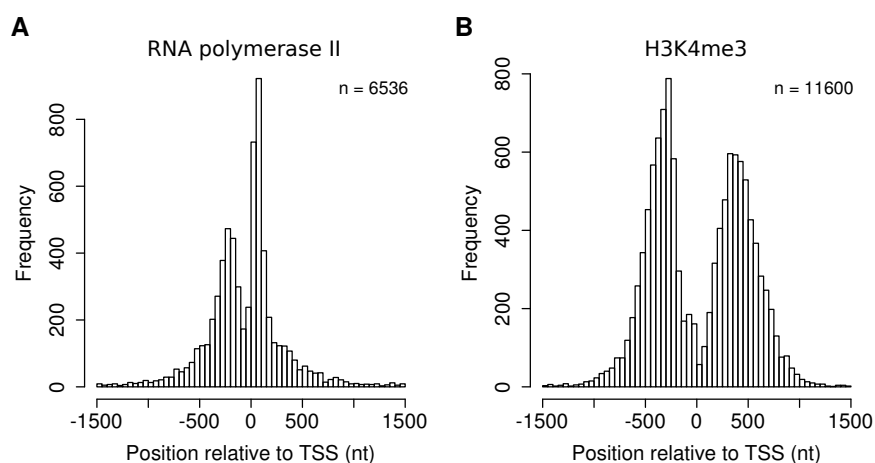 A
RNA polymerase II
n = 6536
Frequency
0
200
400
600
800
-1500
-500
0
500
1500
Position relative to TSS (nt)
B
H3K4me3
n = 11600
Frequency
0
200
400
600
800
-1500
-500
0
500
1500
Position relative to TSS (nt)